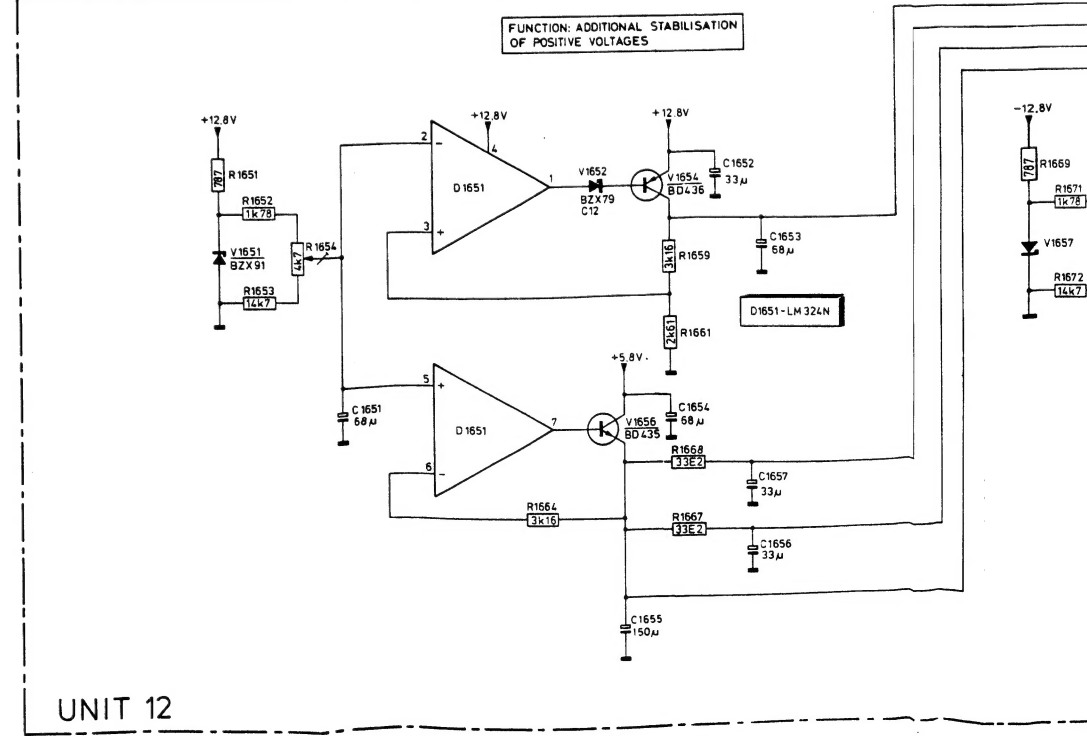 FUNCTION: ADDITIONAL STABILISATION
OF POSITIVE VOLTAGES
+12.8V
787
R1651
R1652
1k78
V1651
BZX91
R1654
4k7
R1653
14k7
C1651
68µ
+12.8V
2
−
4
D1651
1
3
+
V1652
BZX79
C12
+12.8V
V1654
BD436
C1652
33µ
C1653
68µ
3k16
R1659
2k61
R1661
D1651-LM324N
+5.8V
5
+
D1651
7
6
−
V1656
BD435
C1654
68µ
R1668
33E2
C1657
33µ
R1664
3k16
R1667
33E2
C1656
33µ
C1655
150µ
-12.8V
787
R1669
R1671
1k78
V1657
R1672
14k7
UNIT 12